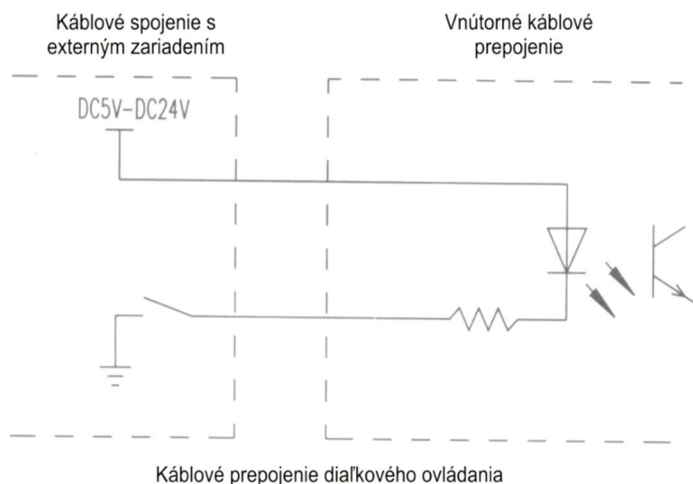 Káblové spojenie s
externým zariadením
Vnútorné káblové
prepojenie
DC5V-DC24V
Káblové prepojenie diaľkového ovládania